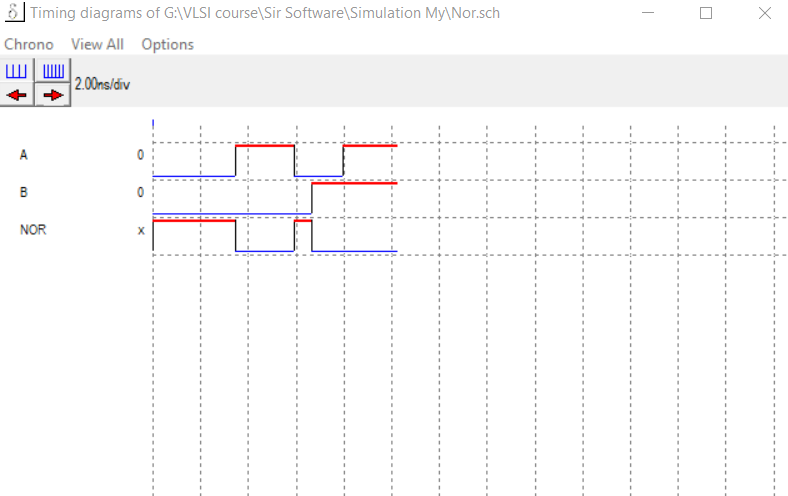 Timing diagrams of G:\VLSI course\Sir Software\Simulation My\Nor.sch
Chrono View All Options
2.00ns/div
A 0
B 0
NOR x